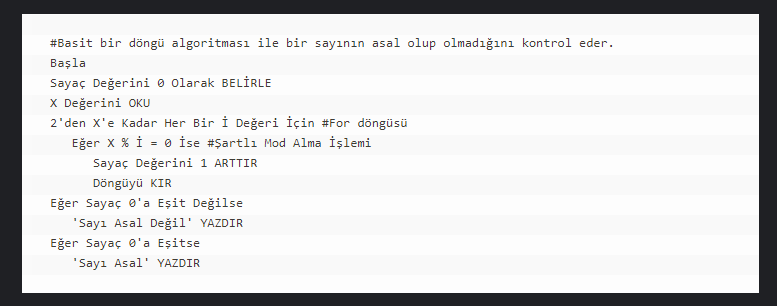 #Basit bir döngü algoritması ile bir sayının asal olup olmadığını kontrol eder.
Başla
Sayaç Değerini 0 Olarak BELİRLE
X Değerini OKU
2'den X'e Kadar Her Bir İ Değeri İçin #For döngüsü
Eğer X % İ = 0 İse #Şartlı Mod Alma İşlemi
Sayaç Değerini 1 ARTTIR
Döngüyü KIR
Eğer Sayaç 0'a Eşit Değilse
'Sayı Asal Değil' YAZDIR
Eğer Sayaç 0'a Eşitse
'Sayı Asal' YAZDIR